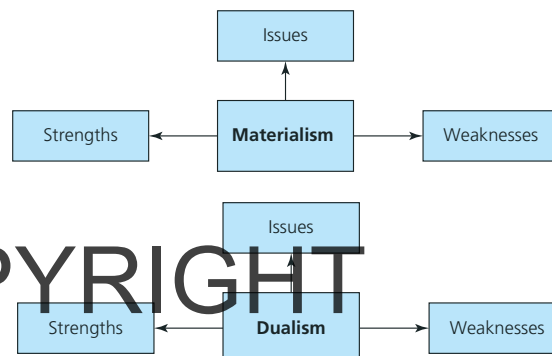 Issues
Strengths
Materialism
Weaknesses
Issues
PYRIGHT
Strengths
Dualism
Weaknesses